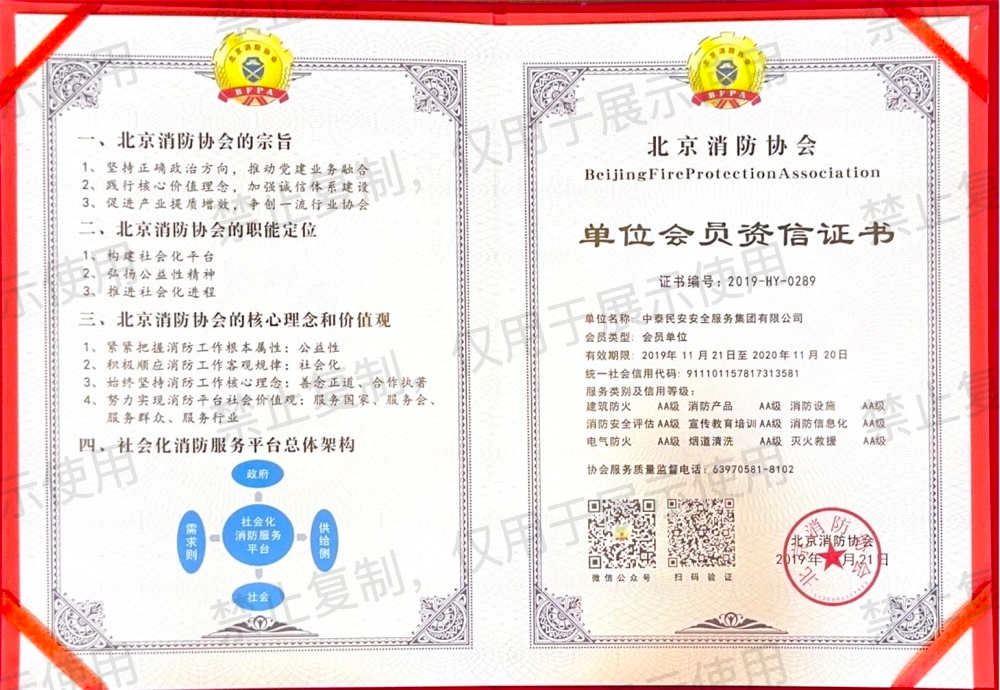 北京消防协会
BFPA
一、北京消防协会的宗旨
1、坚持正确政治方向，推动党建业务融合
2、践行核心价值理念，加强诚信体系建设
3、促进产业提质增效，争创一流行业协会
二、北京消防协会的职能定位
1、构建社会化平台
2、弘扬公益性精神
3、推进社会化进程
三、北京消防协会的核心理念和价值观
1、紧紧把握消防工作根本属性：公益性
2、积极顺应消防工作客观规律：社会化
3、始终坚持消防工作核心理念：善念正道、合作执著
4、努力实现消防平台社会价值观：服务国家、服务会、
服务群众、服务行业
四、社会化消防服务平台总体架构
政府
需求则
社会化
消防服务
平台
供给侧
社会
北京消防协会
BFPA
北京消防协会
BeijingFireProtectionAssociation
单位会员资信证书
证书编号：2019-HY-0289
单位名称：中泰民安安全服务集团有限公司
会员类型：会员单位
有效期限：2019年 11 月 21日至 2020年 11 月 20日
统一社会信用代码：911101157817313581
服务类别及信用等级：
建筑防火 AA级 消防产品 AA级 消防设施 AA级
消防安全评估 AA级 宣传教育培训 AA级 消防信息化 AA级
电气防火 AA级 烟道清洗 AA级 灭火救援 AA级
协会服务质量监督电话：63970581-8102
微信公众号 扫码验证
北京消防协会
2019年 月 21 日
北京消防协会
禁止复制，仅用于展示使用